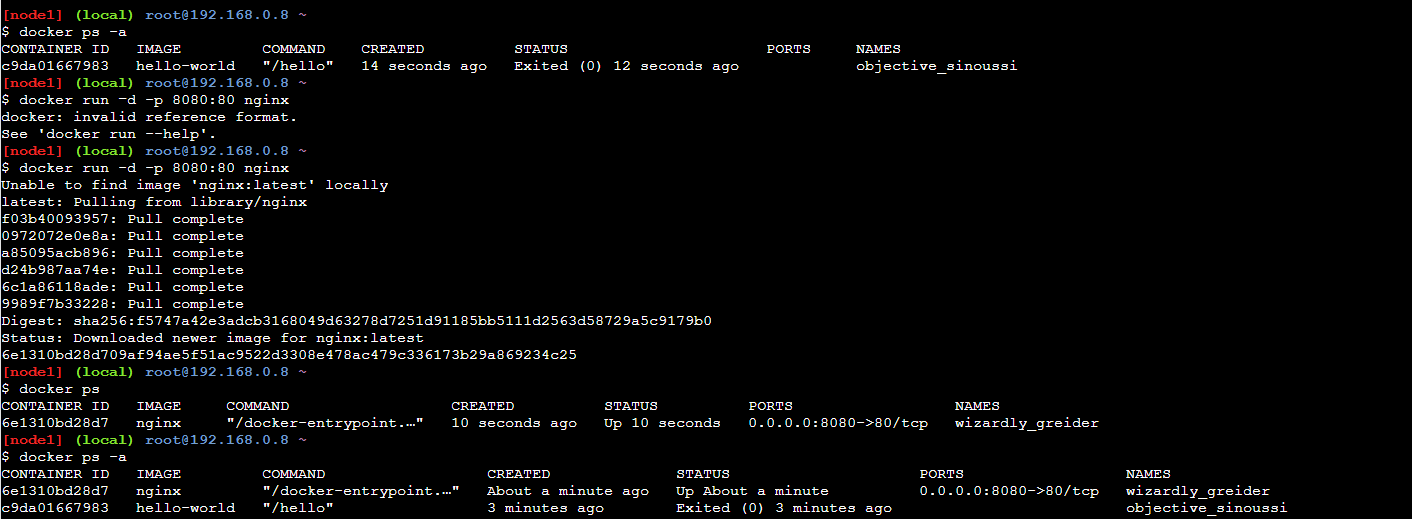 [node1] (local) root@192.168.0.8 ~
$ docker ps -a
CONTAINER ID   IMAGE         COMMAND    CREATED          STATUS                      PORTS     NAMES
c9da01667983   hello-world   "/hello"   14 seconds ago   Exited (0) 12 seconds ago             objective_sinoussi
[node1] (local) root@192.168.0.8 ~
$ docker run –d –p 8080:80 nginx
docker: invalid reference format.
See 'docker run --help'.
[node1] (local) root@192.168.0.8 ~
$ docker run -d -p 8080:80 nginx
Unable to find image 'nginx:latest' locally
latest: Pulling from library/nginx
f03b40093957: Pull complete
0972072e0e8a: Pull complete
a85095acb896: Pull complete
d24b987aa74e: Pull complete
6c1a86118ade: Pull complete
9989f7b33228: Pull complete
Digest: sha256:f5747a42e3adcb3168049d63278d7251d91185bb5111d2563d58729a5c9179b0
Status: Downloaded newer image for nginx:latest
6e1310bd28d709af94ae5f51ac9522d3308e478ac479c336173b29a869234c25
[node1] (local) root@192.168.0.8 ~
$ docker ps
CONTAINER ID   IMAGE     COMMAND                  CREATED          STATUS          PORTS                  NAMES
6e1310bd28d7   nginx     "/docker-entrypoint.…"   10 seconds ago   Up 10 seconds   0.0.0.0:8080->80/tcp   wizardly_greider
[node1] (local) root@192.168.0.8 ~
$ docker ps -a
CONTAINER ID   IMAGE         COMMAND                  CREATED              STATUS                     PORTS                  NAMES
6e1310bd28d7   nginx         "/docker-entrypoint.…"   About a minute ago   Up About a minute          0.0.0.0:8080->80/tcp   wizardly_greider
c9da01667983   hello-world   "/hello"                 3 minutes ago        Exited (0) 3 minutes ago                          objective_sinoussi